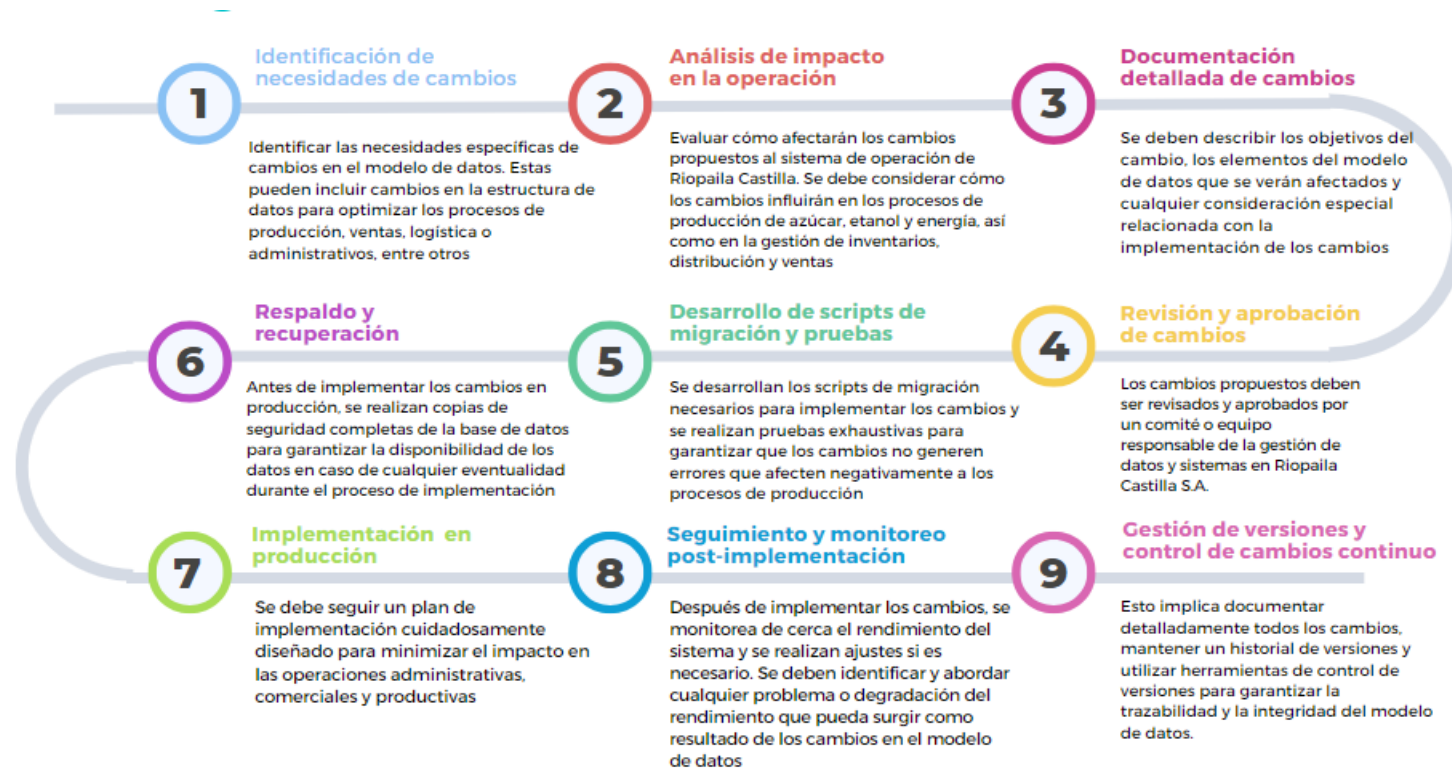 1
Identificación de
necesidades de cambios
Identificar las necesidades específicas de
cambios en el modelo de datos. Estas
pueden incluir cambios en la estructura de
datos para optimizar los procesos de
producción, ventas, logística o
administrativos, entre otros
2
Análisis de impacto
en la operación
Evaluar cómo afectarán los cambios
propuestos al sistema de operación de
Riopaila Castilla. Se debe considerar cómo
los cambios influirán en los procesos de
producción de azúcar, etanol y energía, así
como en la gestión de inventarios,
distribución y ventas
3
Documentación
detallada de cambios
Se deben describir los objetivos del
cambio, los elementos del modelo
de datos que se verán afectados y
cualquier consideración especial
relacionada con la
implementación de los cambios
4
Revisión y aprobación
de cambios
Los cambios propuestos deben
ser revisados y aprobados por
un comité o equipo
responsable de la gestión de
datos y sistemas en Riopaila
Castilla S.A.
5
Desarrollo de scripts de
migración y pruebas
Se desarrollan los scripts de migración
necesarios para implementar los cambios y
se realizan pruebas exhaustivas para
garantizar que los cambios no generen
errores que afecten negativamente a los
procesos de producción
6
Respaldo y
recuperación
Antes de implementar los cambios en
producción, se realizan copias de
seguridad completas de la base de datos
para garantizar la disponibilidad de los
datos en caso de cualquier eventualidad
durante el proceso de implementación
7
Implementación en
producción
Se debe seguir un plan de
implementación cuidadosamente
diseñado para minimizar el impacto en
las operaciones administrativas,
comerciales y productivas
8
Seguimiento y monitoreo
post-implementación
Después de implementar los cambios, se
monitorea de cerca el rendimiento del
sistema y se realizan ajustes si es
necesario. Se deben identificar y abordar
cualquier problema o degradación del
rendimiento que pueda surgir como
resultado de los cambios en el modelo
de datos
9
Gestión de versiones y
control de cambios continuo
Esto implica documentar
detalladamente todos los cambios,
mantener un historial de versiones y
utilizar herramientas de control de
versiones para garantizar la
trazabilidad y la integridad del modelo
de datos.